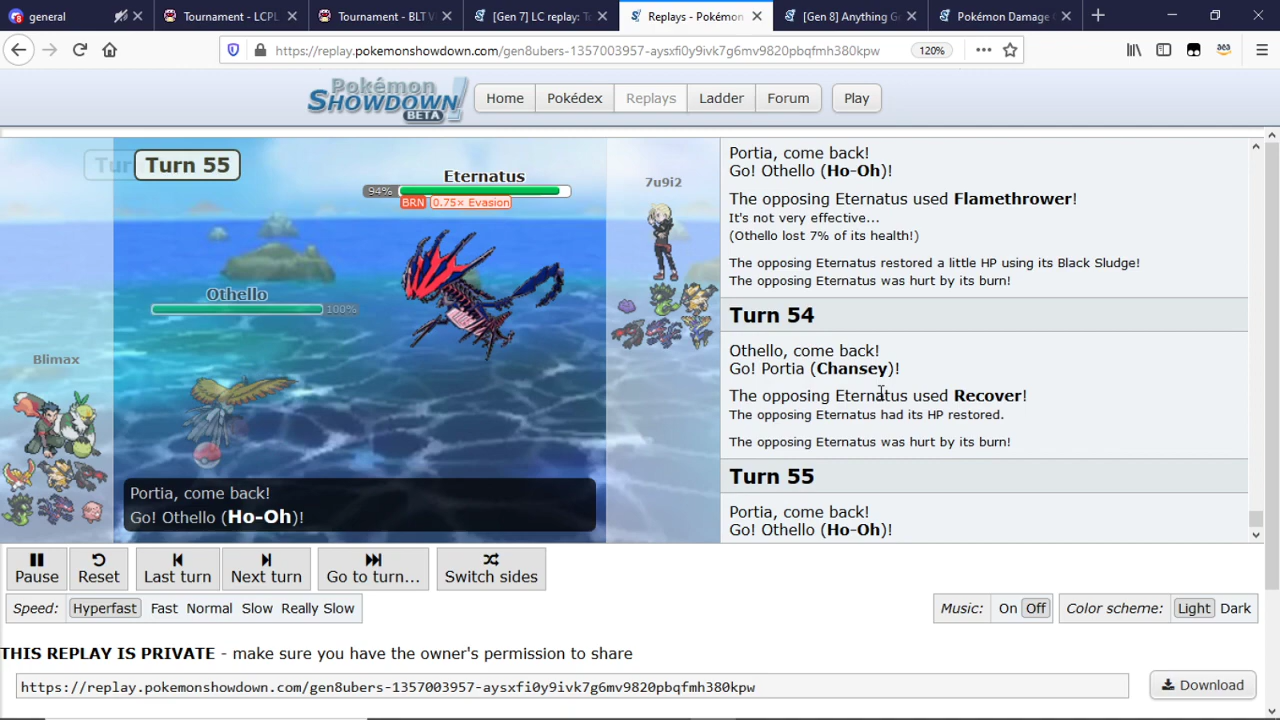 general
Tournament - LCPL
Tournament - BLT V
[Gen 7] LC replay: To
Replays - Pokémon
[Gen 8] Anything G
Pokémon Damage C
https://replay.pokemonshowdown.com/gen8ubers-1357003957-aysxfi0y9ivk7g6mv9820pbqfmh380kpw
120%
Pokémon
SHOWDOWN!
BETA
Home
Pokédex
Replays
Ladder
Forum
Play
Tur
Turn 55
Eternatus
94%
BRN
0.75× Evasion
7u9i2
Othello
100%
Blimax
Portia, come back!
Go! Othello (Ho-Oh)!
Portia, come back!
Go! Othello (Ho-Oh)!
The opposing Eternatus used Flamethrower!
It's not very effective...
(Othello lost 7% of its health!)
The opposing Eternatus restored a little HP using its Black Sludge!
The opposing Eternatus was hurt by its burn!
Turn 54
Othello, come back!
Go! Portia (Chansey)!
The opposing Eternatus used Recover!
The opposing Eternatus had its HP restored.
The opposing Eternatus was hurt by its burn!
Turn 55
Portia, come back!
Go! Othello (Ho-Oh)!
Pause
Reset
Last turn
Next turn
Go to turn...
Switch sides
Speed: Hyperfast Fast Normal Slow Really Slow
Music: On Off
Color scheme: Light Dark
THIS REPLAY IS PRIVATE - make sure you have the owner's permission to share
https://replay.pokemonshowdown.com/gen8ubers-1357003957-aysxfi0y9ivk7g6mv9820pbqfmh380kpw
Download